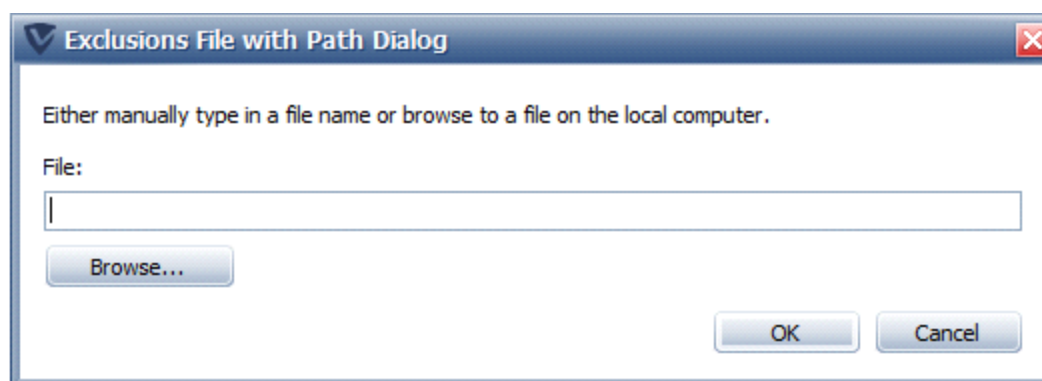 Exclusions File with Path Dialog
Either manually type in a file name or browse to a file on the local computer.
File:
Browse...
OK
Cancel